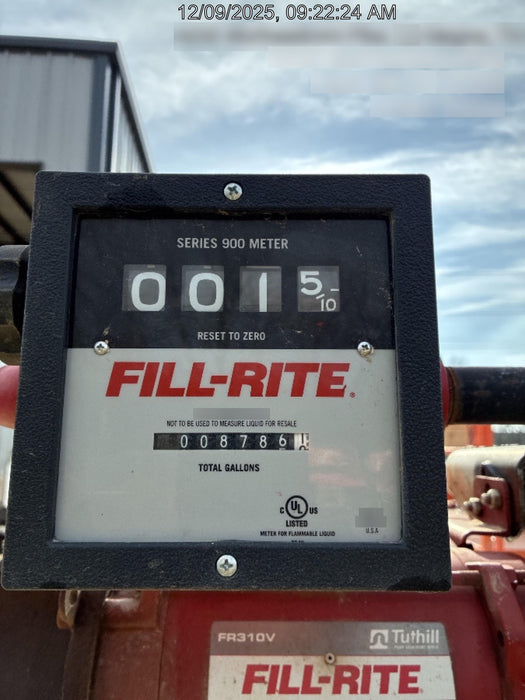 12/09/2025, 09:22:24 AM
SERIES 900 METER
0 0 1 5/10
RESET TO ZERO
FILL-RITE®
NOT TO BE USED TO MEASURE LIQUID FOR RESALE
008786
TOTAL GALLONS
C UL US
LISTED
METER FOR FLAMMABLE LIQUID
U.S.A
FR310V
Tuthill
FILL-RITE